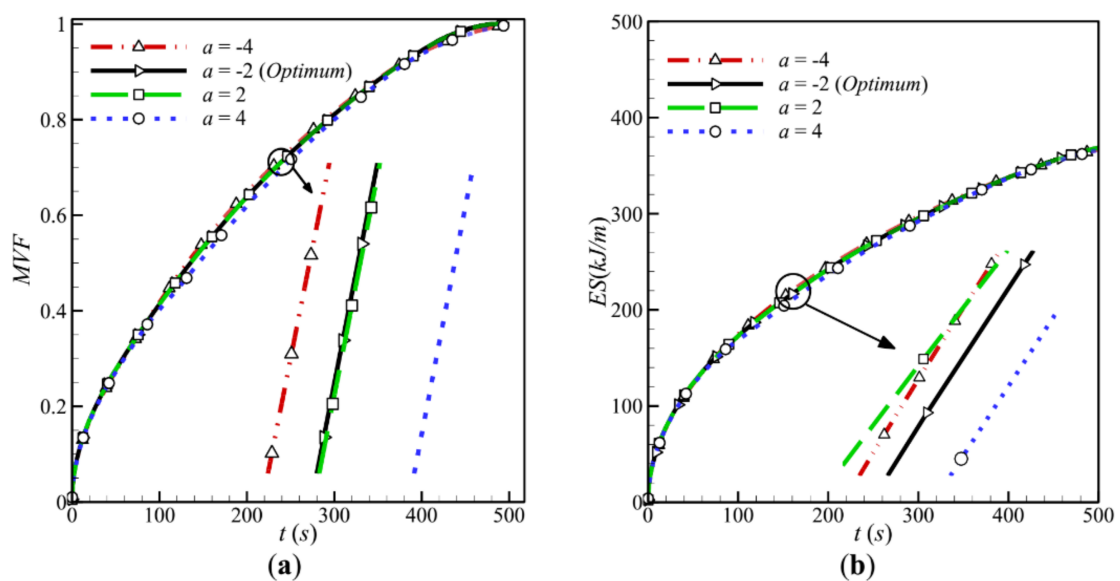 1
0.8
0.6
0.4
0.2
0
MVF
a = -4
a = -2 (Optimum)
a = 2
a = 4
0
100
200
300
400
500
t (s)
(a)
500
400
300
200
100
0
ES(kJ/m)
a = -4
a = -2 (Optimum)
a = 2
a = 4
0
100
200
300
400
500
t (s)
(b)